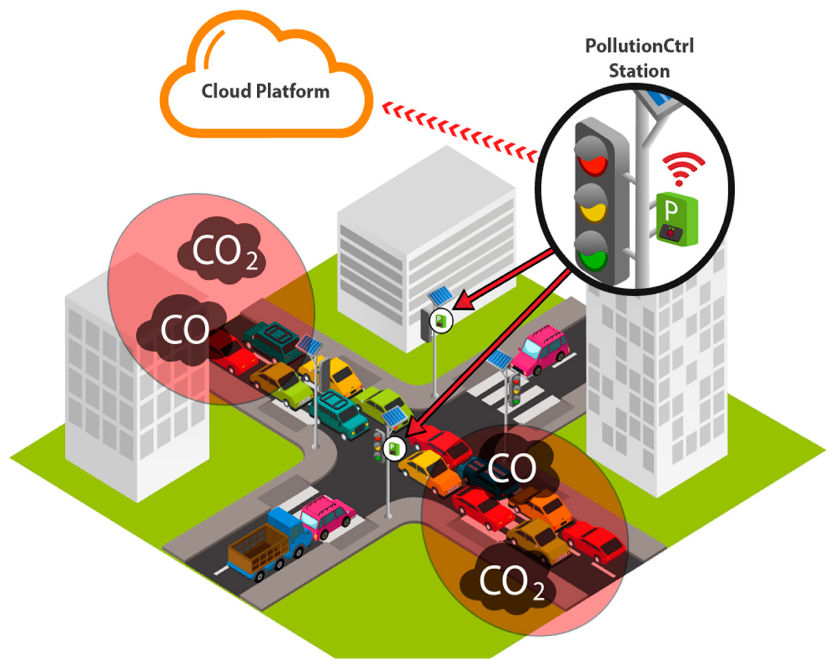 PollutionCtrl
Station
Cloud Platform
P
CO2
CO
CO
CO2